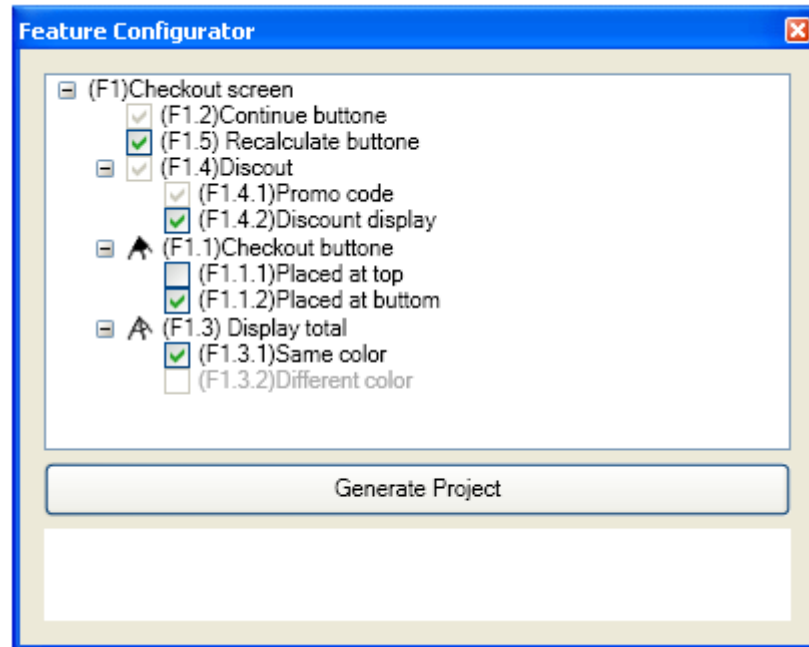 Feature Configurator
(F1)Checkout screen
(F1.2)Continue buttone
(F1.5) Recalculate buttone
(F1.4)Discout
(F1.4.1)Promo code
(F1.4.2)Discount display
(F1.1)Checkout buttone
(F1.1.1)Placed at top
(F1.1.2)Placed at buttom
(F1.3) Display total
(F1.3.1)Same color
(F1.3.2)Different color
Generate Project